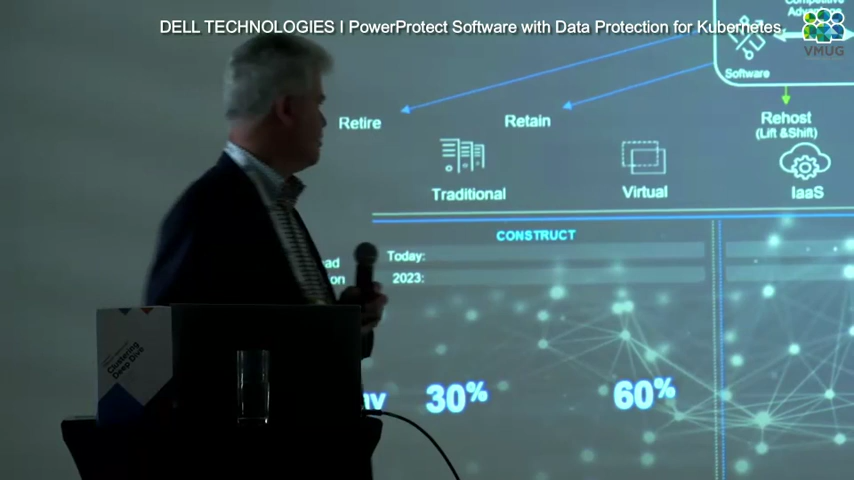 DELL TECHNOLOGIES I PowerProtect Software with Data Protection for Kubernetes
Competitive
VMUG
Software
Retire
Retain
Rehost
(Lift &Shift)
Traditional
Virtual
IaaS
CONSTRUCT
Today:
2023:
30%
60%
Clustering
Deep Dive